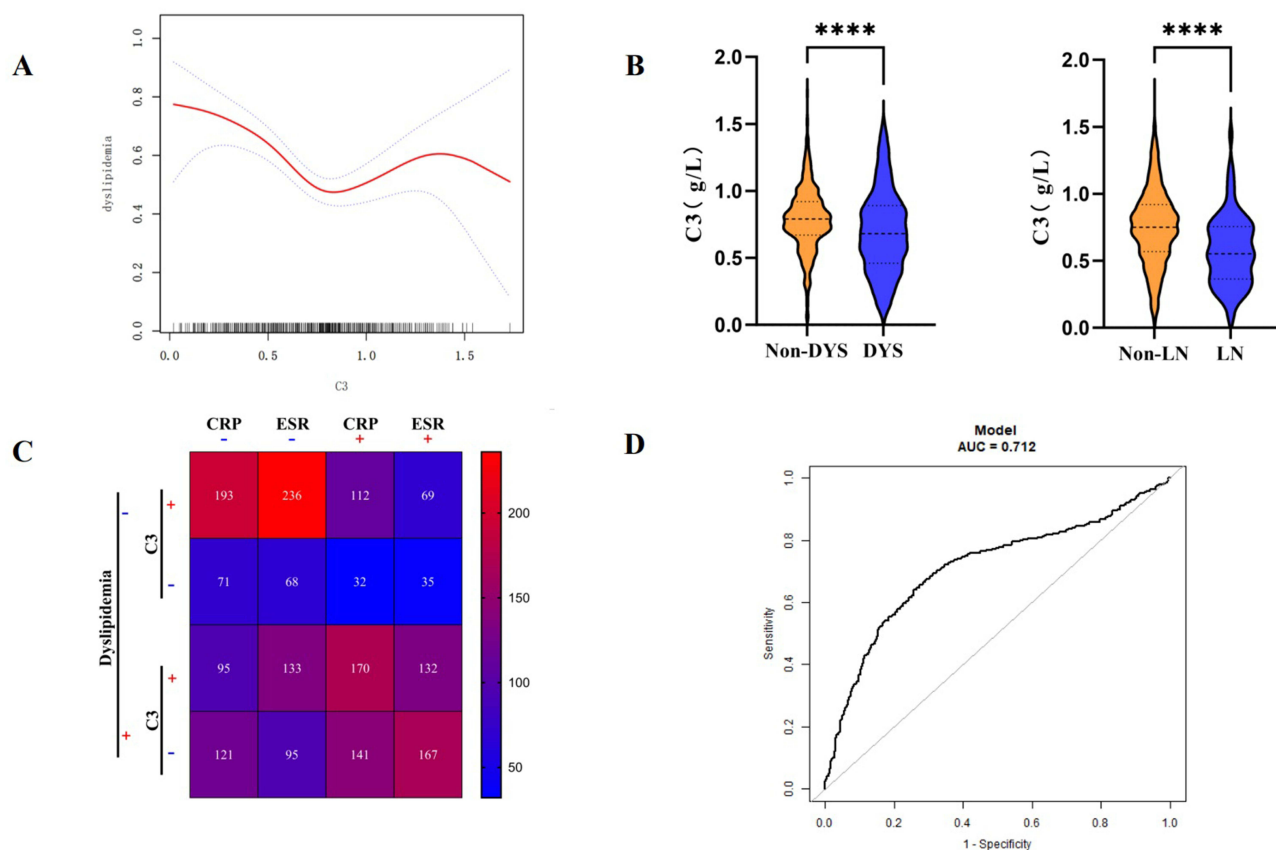 A
1.0
0.8
0.6
0.4
0.2
0.0
dyslipidemia
0.0
0.5
1.0
1.5
C3
B
****
2.0
1.5
1.0
0.5
0.0
C3( g/L)
Non-DYS
DYS
****
2.0
1.5
1.0
0.5
0.0
C3( g/L)
Non-LN
LN
C
CRP ESR CRP ESR
- - + +
Dyslipidemia
-
C3
+
193 236 112 69
-
71 68 32 35
+
C3
+
95 133 170 132
-
121 95 141 167
200
150
100
50
D
Model
AUC = 0.712
1.0
0.8
0.6
0.4
0.2
0.0
Sensitivity
0.0 0.2 0.4 0.6 0.8 1.0
1 - Specificity